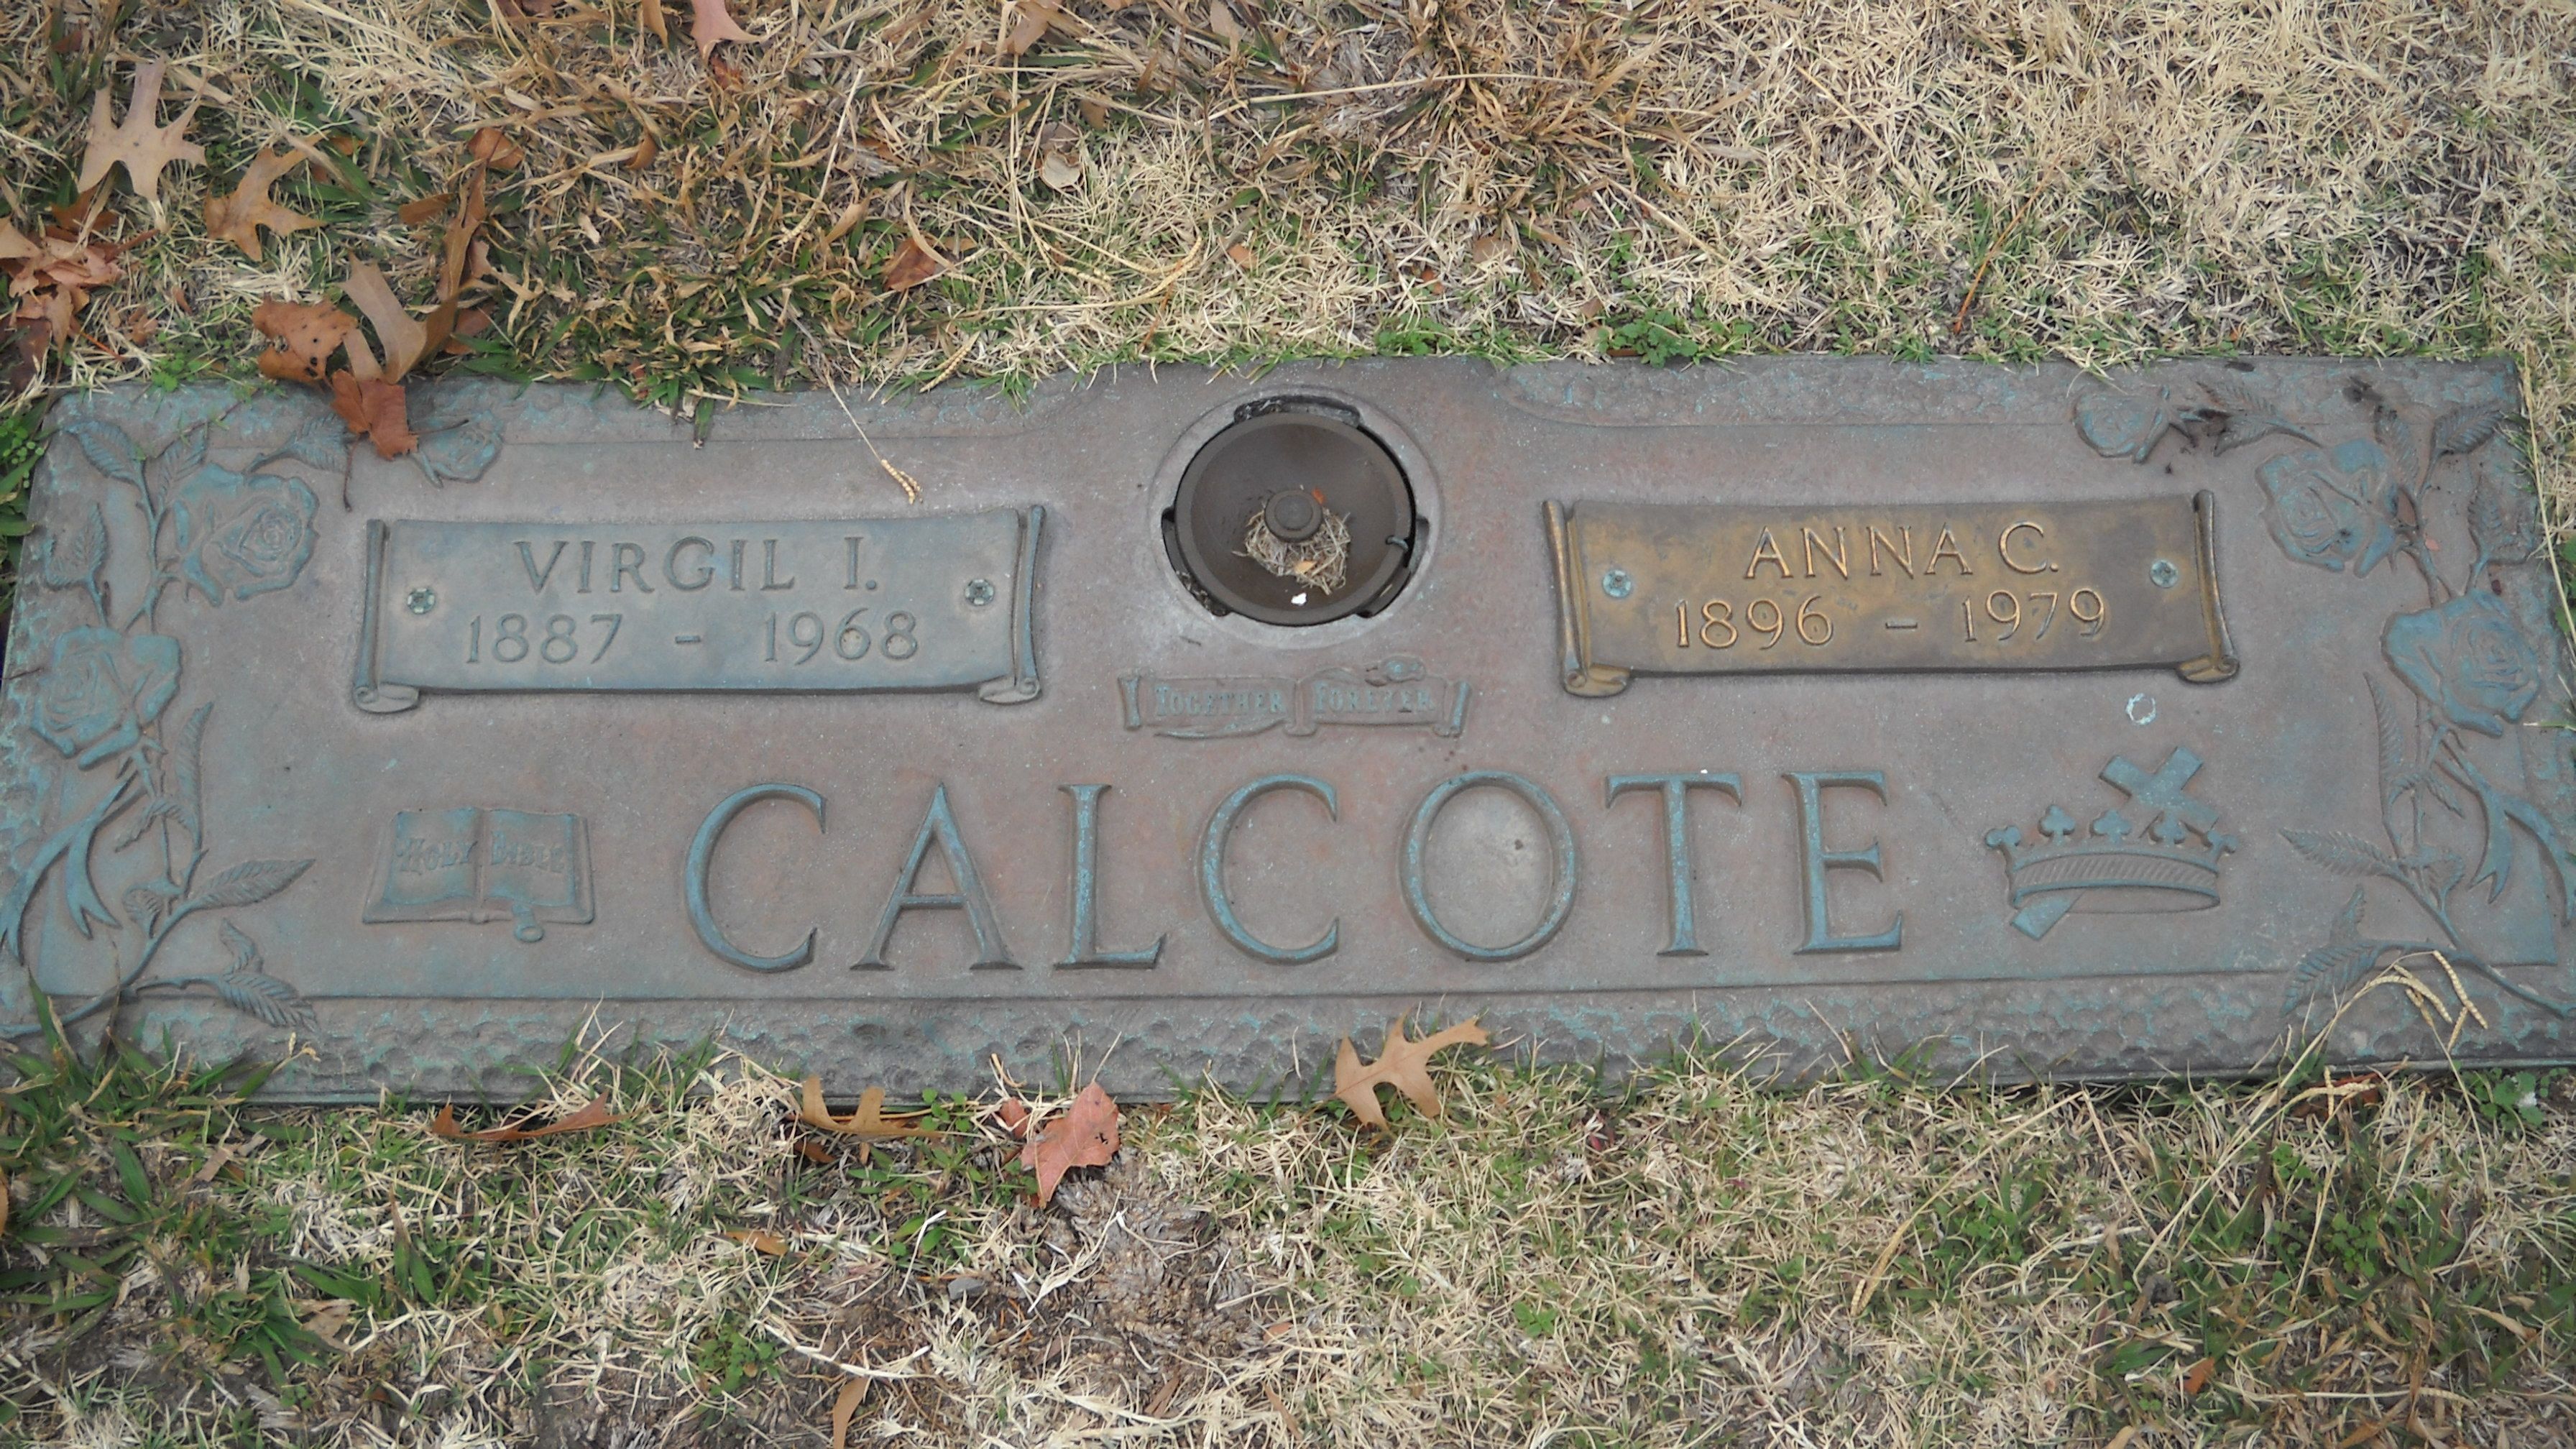 VIRGIL I.
1887 - 1968
ANNA C.
1896 - 1979
TOGETHER FOREVER
HOLY BIBLE
CALCOTE